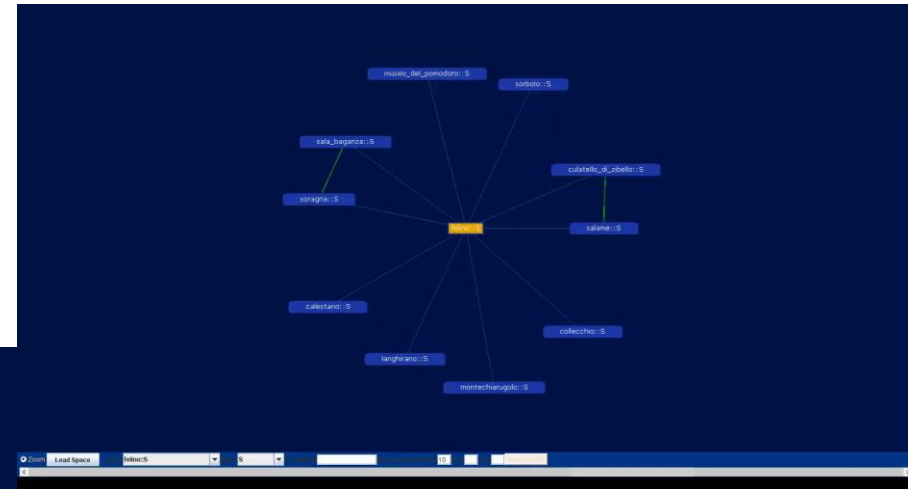 museo_del_pomodoro::S
sorbolo::S
sala_baganza::S
culatello_di_zibello::S
soragna::S
felino::S
salame::S
calestano::S
collecchio::S
langhirano::S
montechiarugolo::S
Zoom Load Space felino::S S 10